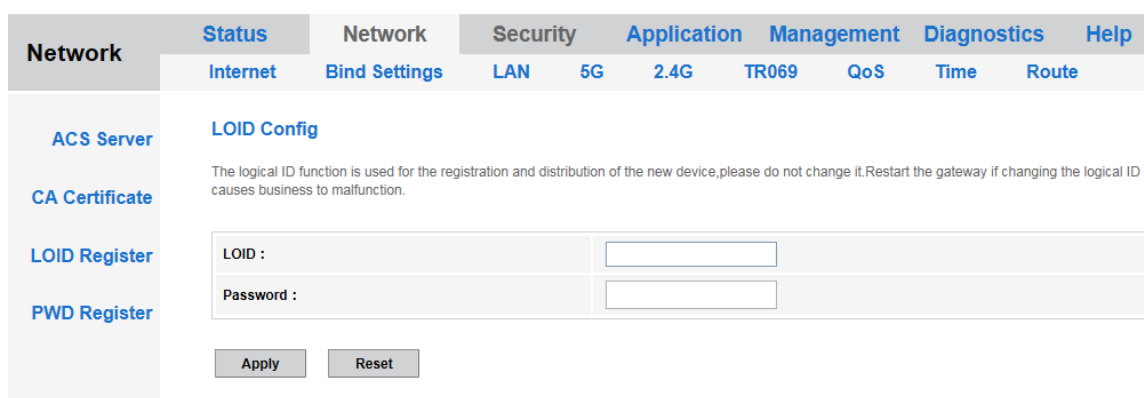 Network
Status Network Security Application Management Diagnostics Help
Internet Bind Settings LAN 5G 2.4G TR069 QoS Time Route
ACS Server
CA Certificate
LOID Register
PWD Register
LOID Config
The logical ID function is used for the registration and distribution of the new device,please do not change it.Restart the gateway if changing the logical ID
causes business to malfunction.
LOID :
Password :
Apply Reset